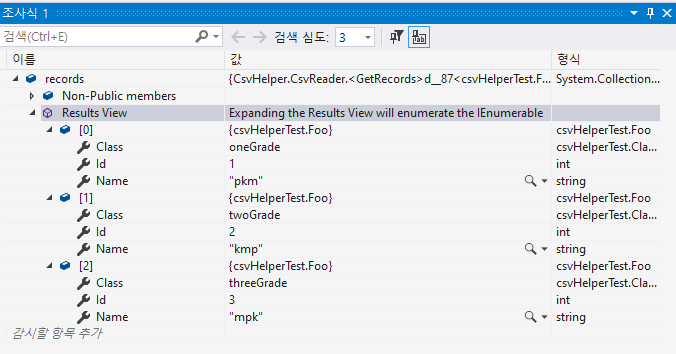 조사식 1
검색(Ctrl+E) 검색 심도: 3
이름 값 형식
records {CsvHelper.CsvReader.<GetRecords>d__87<csvHelperTest.F... System.Collection...
Non-Public members
Results View Expanding the Results View will enumerate the IEnumerable
[0] {csvHelperTest.Foo} csvHelperTest.Foo
Class oneGrade csvHelperTest.Cla...
Id 1 int
Name "pkm" string
[1] {csvHelperTest.Foo} csvHelperTest.Foo
Class twoGrade csvHelperTest.Cla...
Id 2 int
Name "kmp" string
[2] {csvHelperTest.Foo} csvHelperTest.Foo
Class threeGrade csvHelperTest.Cla...
Id 3 int
Name "mpk" string
감시할 항목 추가